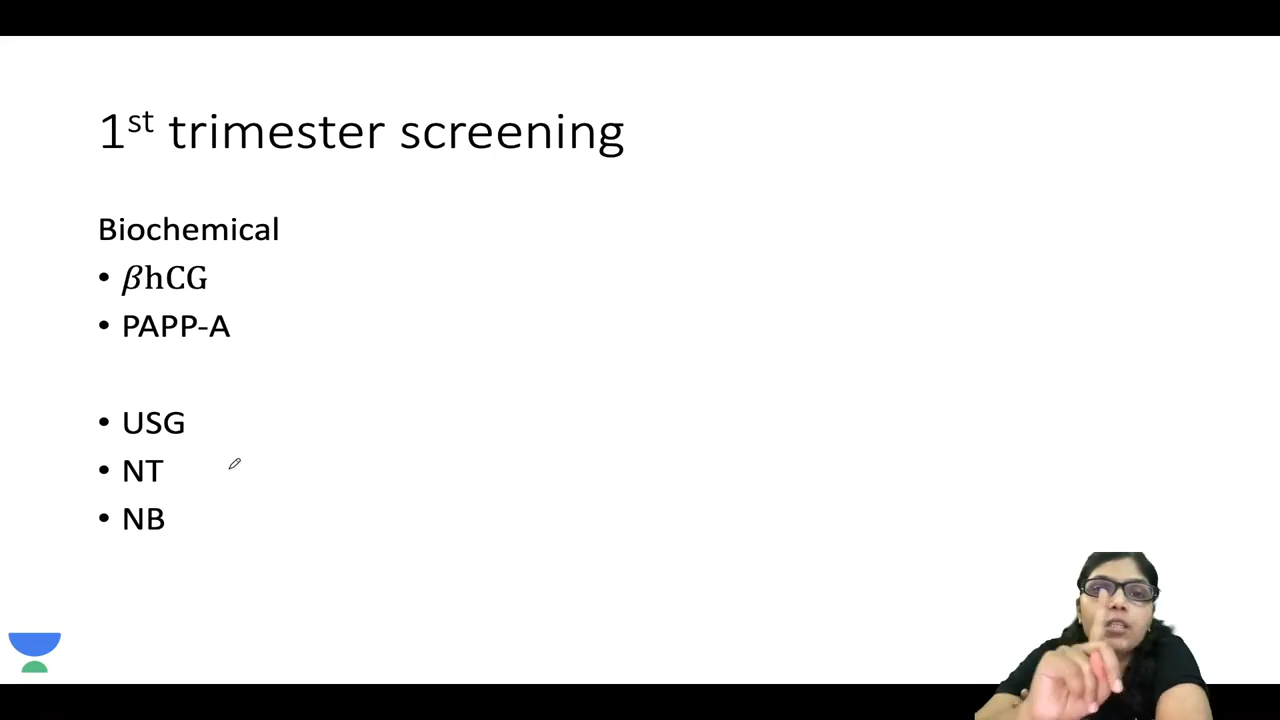 1st trimester screening
Biochemical
• βhCG
• PAPP-A
• USG
• NT
• NB